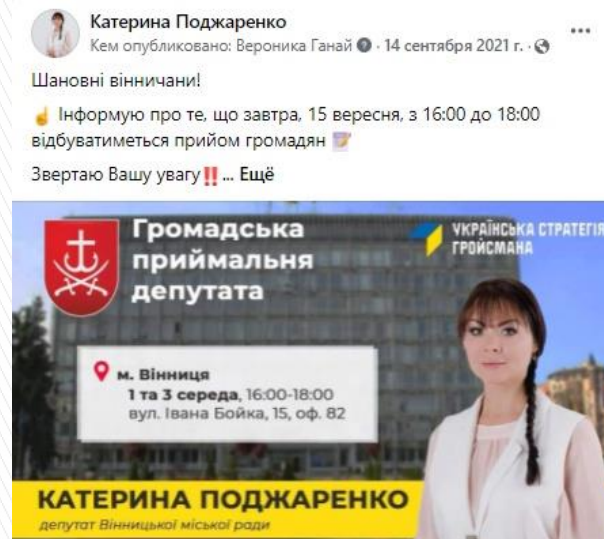 Катерина Поджаренко
Кем опубликовано: Вероника Ганай · 14 сентября 2021 г. ·
Шановні вінничани!
☝ Інформую про те, що завтра, 15 вересня, з 16:00 до 18:00
відбуватиметься прийом громадян 📝
Звертаю Вашу увагу‼ ... Ещё
Громадська
приймальня
депутата
УКРАЇНСЬКА СТРАТЕГІЯ
ГРОЙСМАНА
м. Вінниця
1 та 3 середа, 16:00-18:00
вул. Івана Бойка, 15, оф. 82
КАТЕРИНА ПОДЖАРЕНКО
депутат Вінницької міської ради